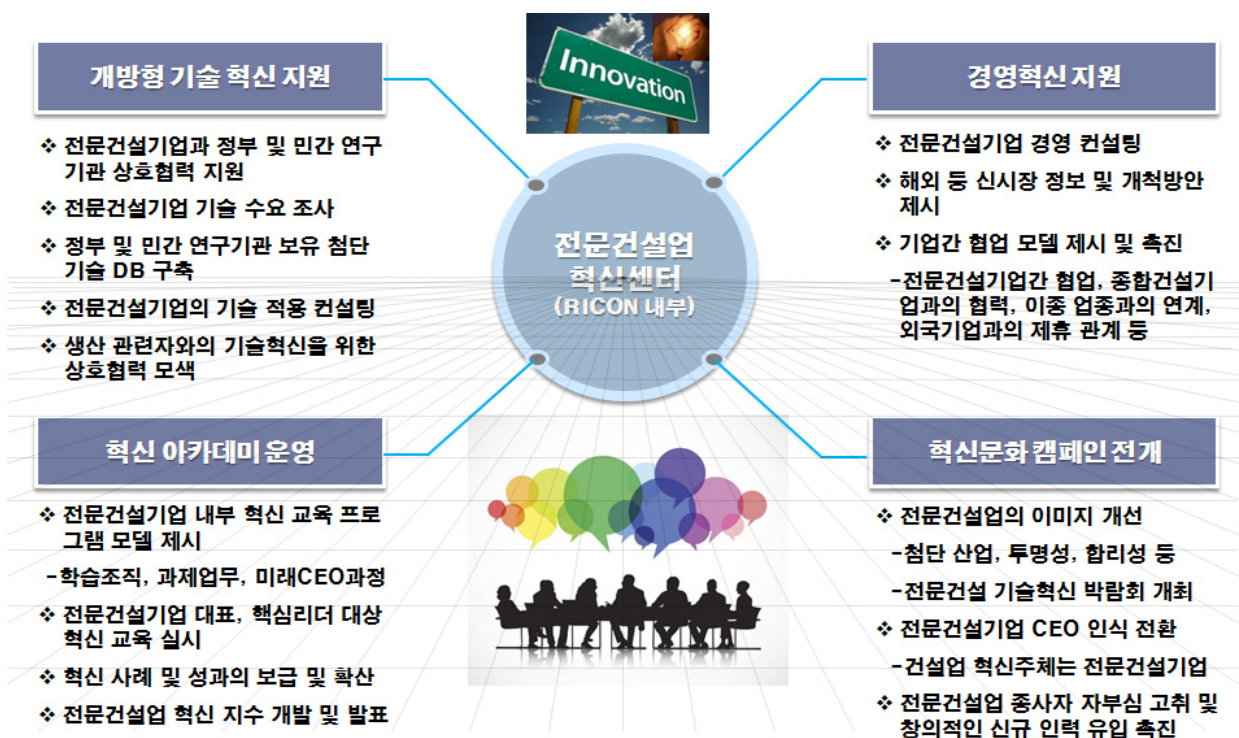 Innovation
개방형 기술 혁신 지원
❖ 전문건설기업과 정부 및 민간 연구
기관 상호협력 지원
❖ 전문건설기업 기술 수요 조사
❖ 정부 및 민간 연구기관 보유 첨단
기술 DB 구축
❖ 전문건설기업의 기술 적용 컨설팅
❖ 생산 관련자와의 기술혁신을 위한
상호협력 모색
경영혁신 지원
❖ 전문건설기업 경영 컨설팅
❖ 해외 등 신시장 정보 및 개척방안
제시
❖ 기업간 협업 모델 제시 및 촉진
-전문건설기업간 협업, 종합건설기
업과의 협력, 이종 업종과의 연계,
외국기업과의 제휴 관계 등
전문건설업
혁신센터
(RICON 내부)
혁신 아카데미 운영
❖ 전문건설기업 내부 혁신 교육 프로
그램 모델 제시
-학습조직, 과제업무, 미래CEO과정
❖ 전문건설기업 대표, 핵심리더 대상
혁신 교육 실시
❖ 혁신 사례 및 성과의 보급 및 확산
❖ 전문건설업 혁신 지수 개발 및 발표
혁신문화 캠페인 전개
❖ 전문건설업의 이미지 개선
-첨단 산업, 투명성, 합리성 등
-전문건설 기술혁신 박람회 개최
❖ 전문건설기업 CEO 인식 전환
-건설업 혁신주체는 전문건설기업
❖ 전문건설업 종사자 자부심 고취 및
창의적인 신규 인력 유입 촉진